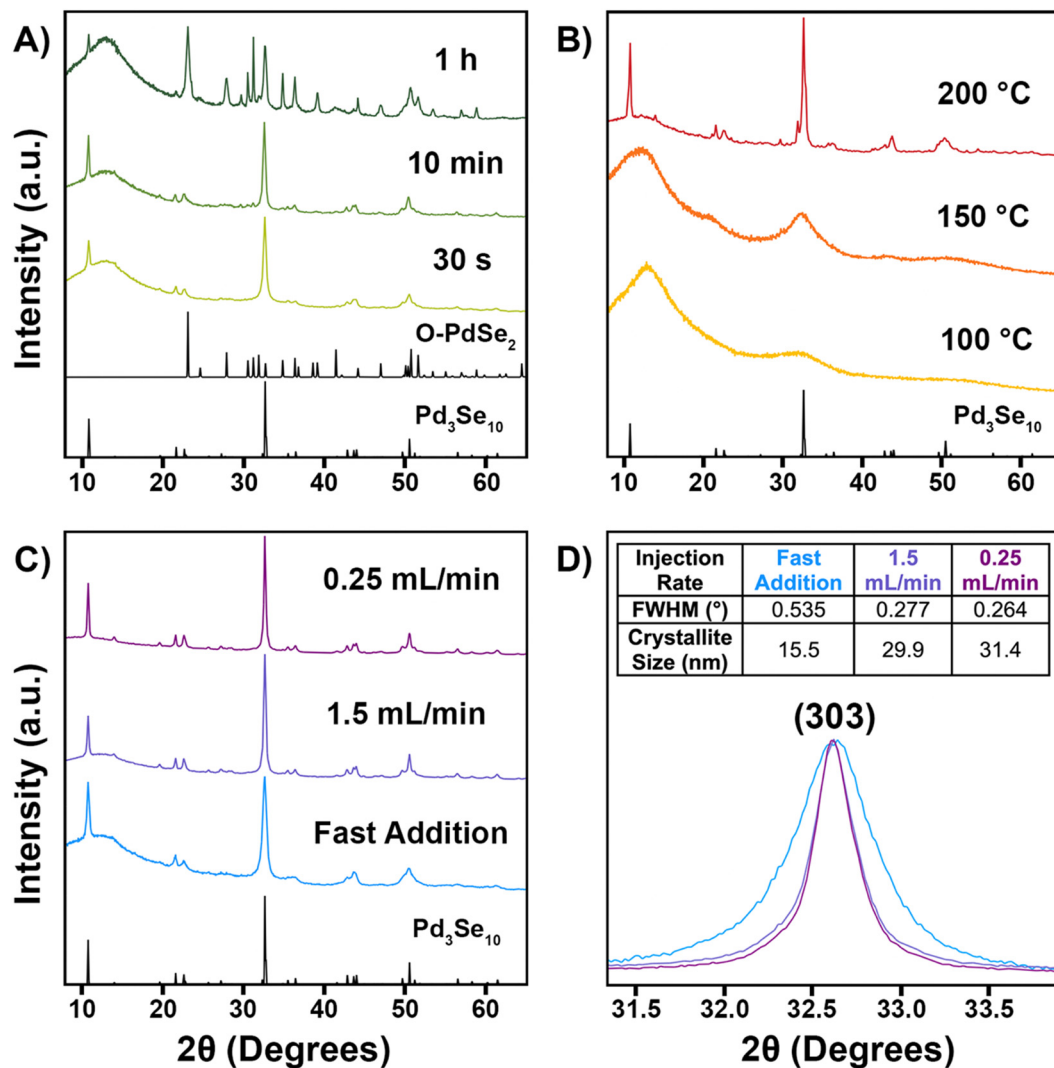 A)
1 h
10 min
30 s
O-PdSe₂
Pd₃Se₁₀
Intensity (a.u.)
10 20 30 40 50 60
B)
200 °C
150 °C
100 °C
Pd₃Se₁₀
10 20 30 40 50 60
C)
0.25 mL/min
1.5 mL/min
Fast Addition
Pd₃Se₁₀
Intensity (a.u.)
10 20 30 40 50 60
2θ (Degrees)
D)
Injection Rate Fast Addition 1.5 mL/min 0.25 mL/min
FWHM (°) 0.535 0.277 0.264
Crystallite Size (nm) 15.5 29.9 31.4
(303)
31.5 32.0 32.5 33.0 33.5
2θ (Degrees)